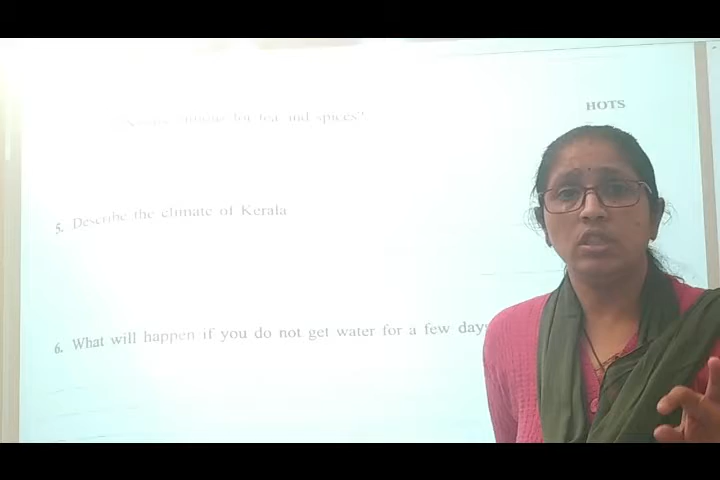 climate for tea and spices?
HOTS
5. Describe the climate of Kerala
6. What will happen if you do not get water for a few days